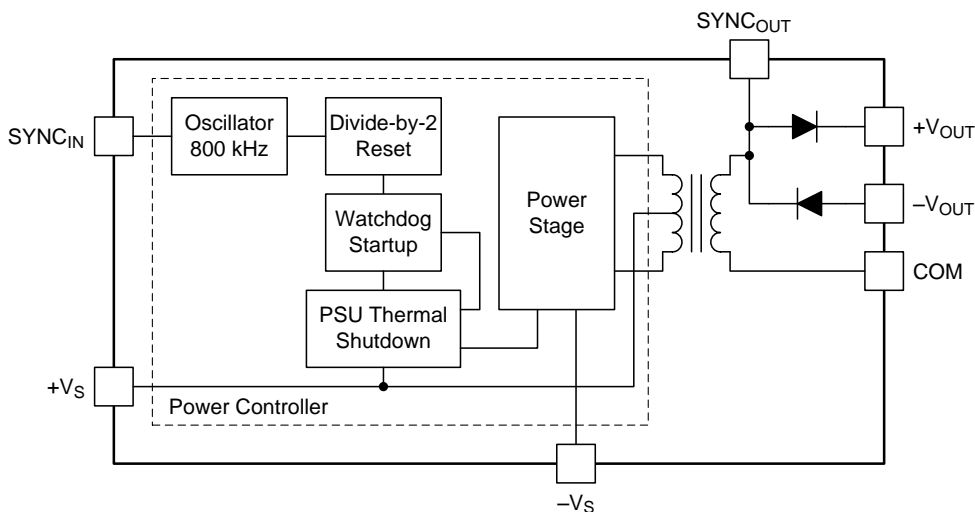 SYNCOUT
SYNCIN
Oscillator
800 kHz
Divide-by-2
Reset
+VOUT
Power
Stage
–VOUT
Watchdog
Startup
COM
PSU Thermal
Shutdown
+VS
Power Controller
–VS